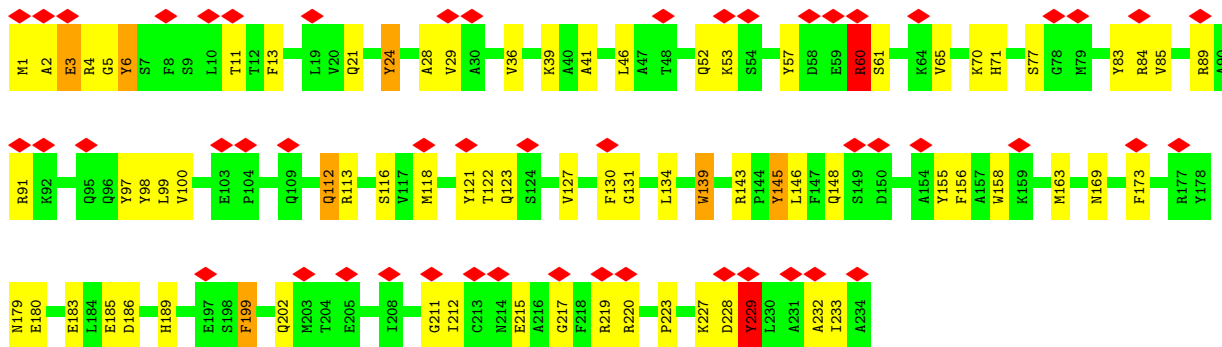 M1 A2 E3 R4 G5 Y6 S7 F8 S9 L10 T11 T12 F13 L19 V20 Q21 Y24 A28 V29 A30 V36 K39 A40 A41 L46 A47 T48 Q52 K53 S54 Y57 D58 E59 R60 S61 K64 V65 K70 H71 S77 G78 M79 Y83 R84 V85 R89 A90
R91 K92 Q95 Q96 Y97 Y98 L99 V100 E103 P104 Q109 Q112 R113 S116 V117 M118 Y121 T122 Q123 S124 V127 F130 G131 L134 W139 R143 P144 Y145 L146 F147 Q148 S149 D150 A154 Y155 F156 A157 W158 K159 M163 N169 F173 R177 Y178
N179 E180 E183 L184 E185 D186 H189 E197 S198 F199 Q202 M203 T204 E205 I208 G211 I212 C213 N214 E215 A216 G217 F218 R219 R220 P223 K227 D228 Y229 L230 A231 A232 I233 A234